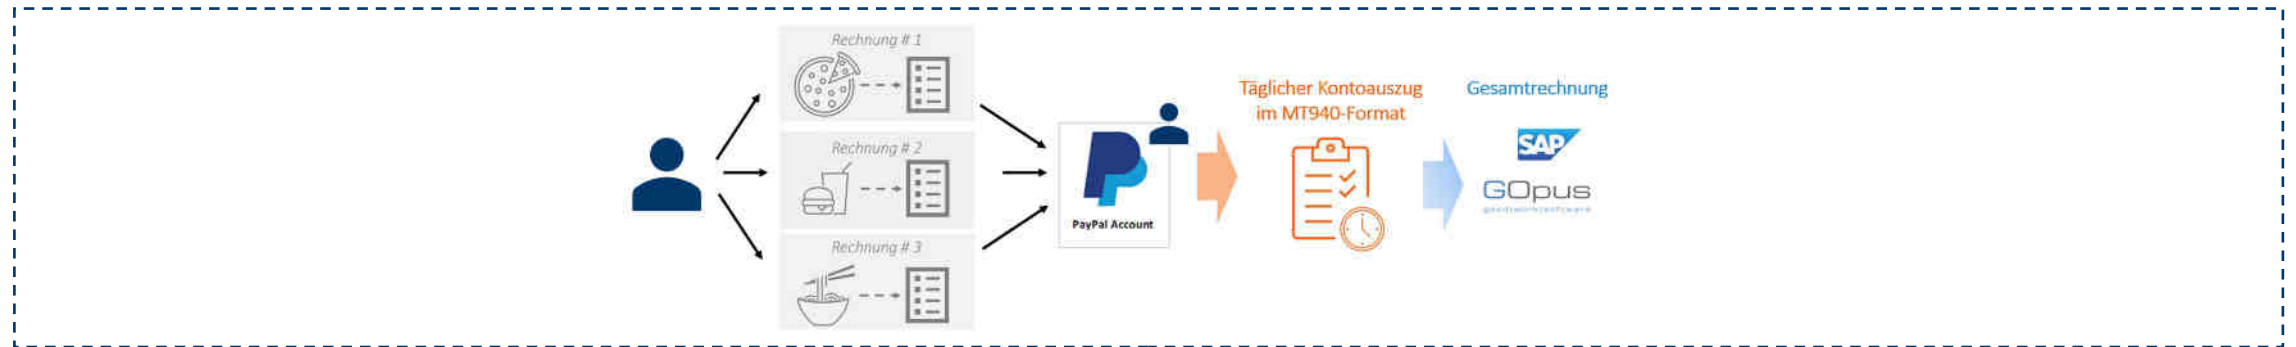 Rechnung # 1
Rechnung # 2
Rechnung # 3
PayPal Account
Täglicher Kontoauszug
im MT940-Format
Gesamtrechnung
SAP
GOpus